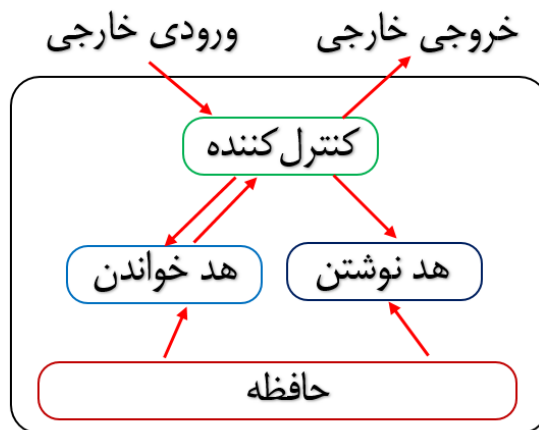 ورودی خارجی
خروجی خارجی
کنترل‌کننده
هد خواندن
هد نوشتن
حافظه